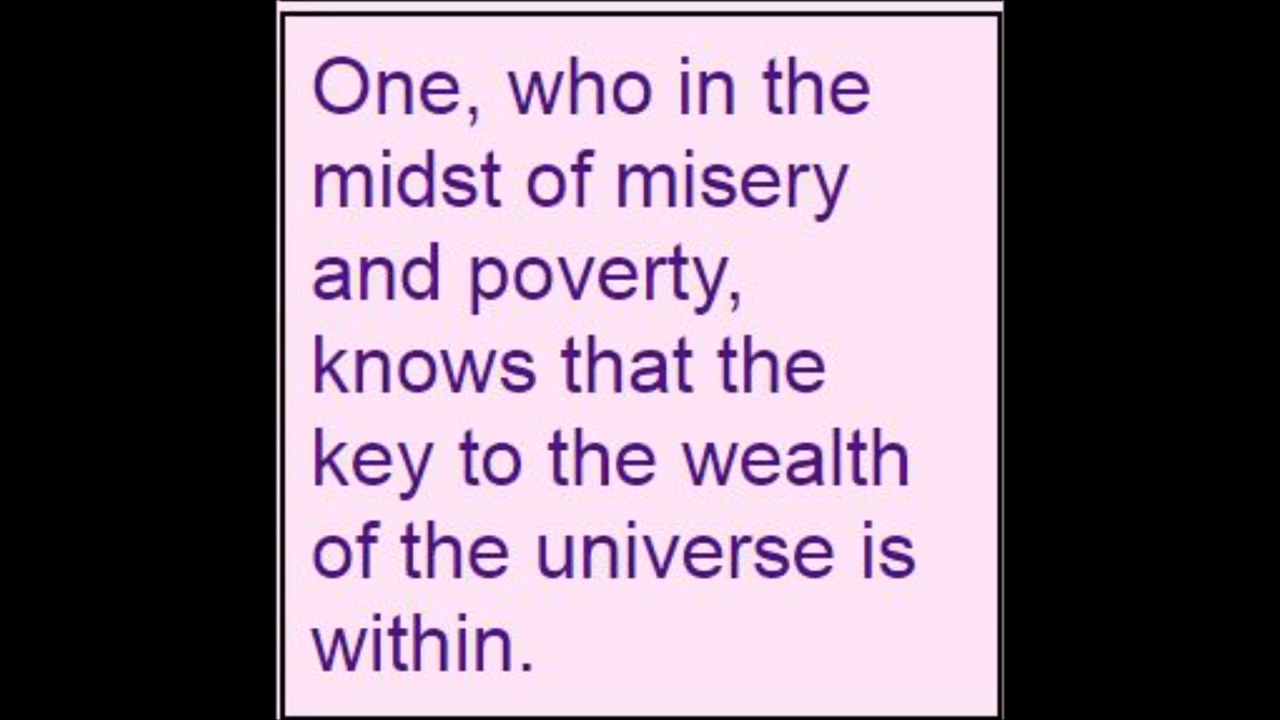 One, who in the
midst of misery
and poverty,
knows that the
key to the wealth
of the universe is
within.